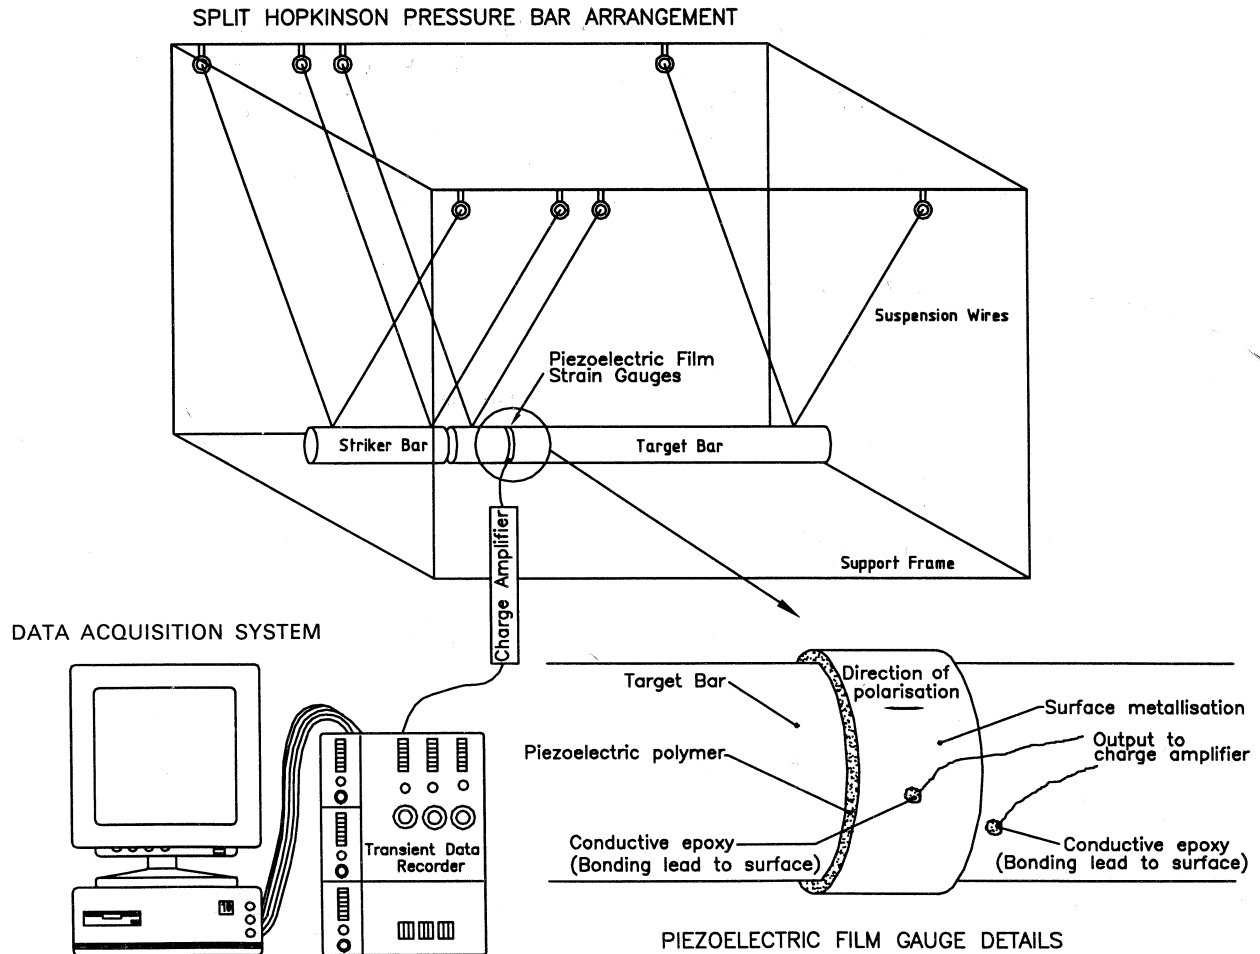 SPLIT HOPKINSON PRESSURE BAR ARRANGEMENT
Suspension Wires
Piezoelectric Film
Strain Gauges
Striker Bar
Target Bar
Charge Amplifier
Support Frame
DATA ACQUISITION SYSTEM
Transient Data
Recorder
16
Target Bar
Direction of
polarisation
Surface metallisation
Piezoelectric polymer
Output to
charge amplifier
Conductive epoxy
(Bonding lead to surface)
Conductive epoxy
(Bonding lead to surface)
PIEZOELECTRIC FILM GAUGE DETAILS